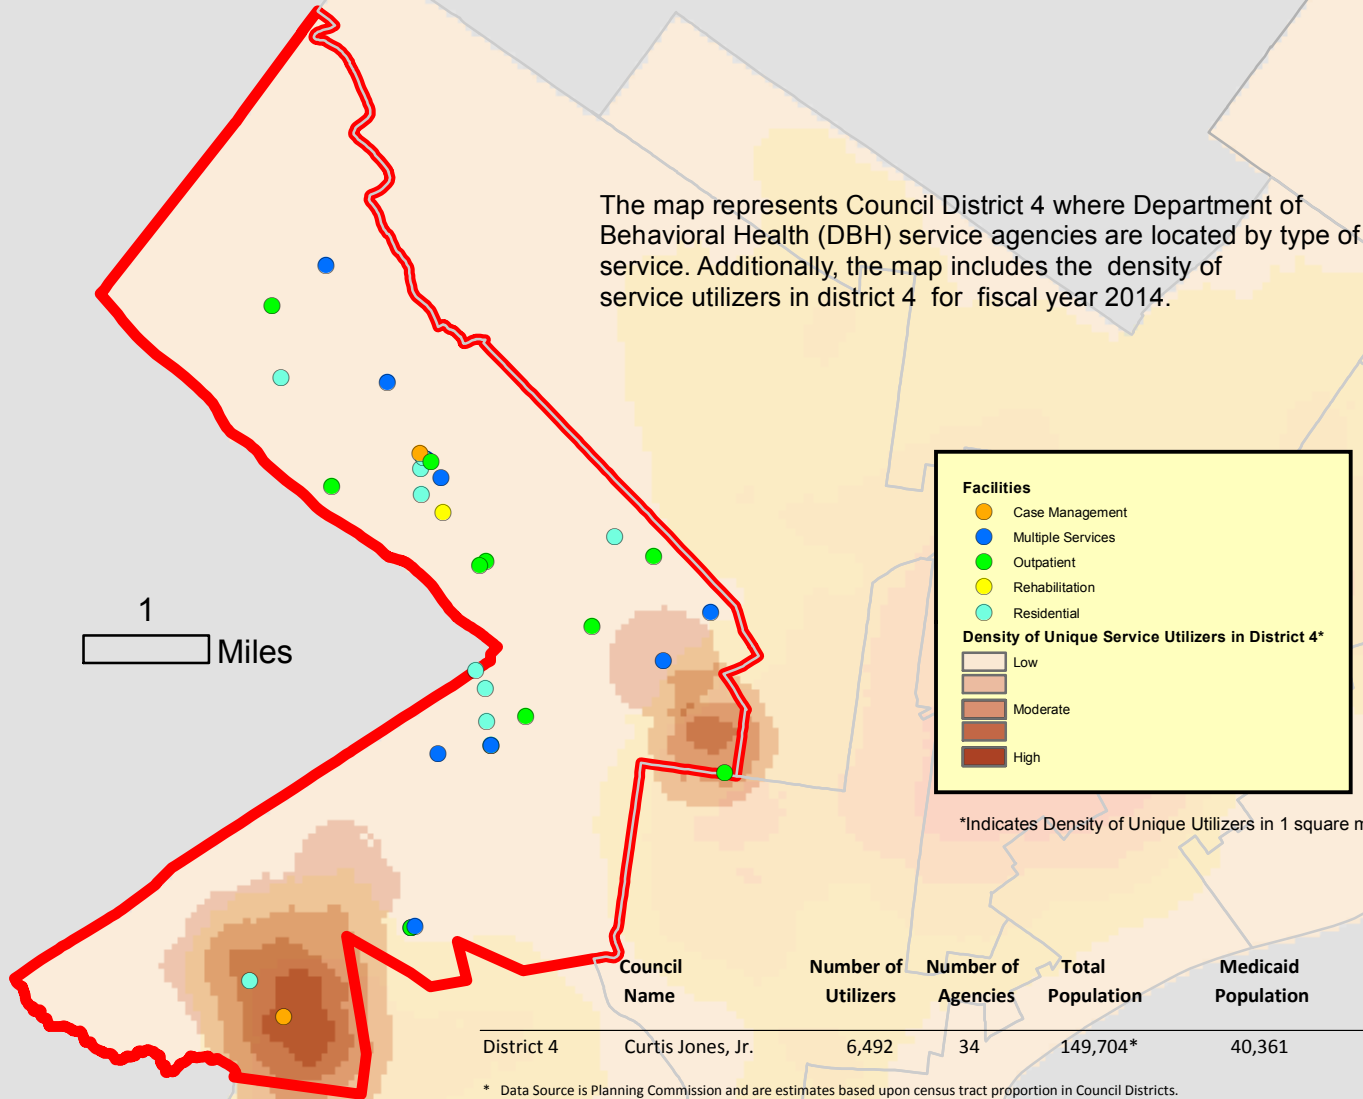 The map represents Council District 4 where Department of
Behavioral Health (DBH) service agencies are located by type of
service. Additionally, the map includes the density of
service utilizers in district 4 for fiscal year 2014.
Facilities
Case Management
Multiple Services
Outpatient
Rehabilitation
Residential
Density of Unique Service Utilizers in District 4*
Low
Moderate
High
1
Miles
*Indicates Density of Unique Utilizers in 1 square m
Council Number of Number of Total Medicaid
Name Utilizers Agencies Population Population
District 4 Curtis Jones, Jr. 6,492 34 149,704* 40,361
* Data Source is Planning Commission and are estimates based upon census tract proportion in Council Districts.